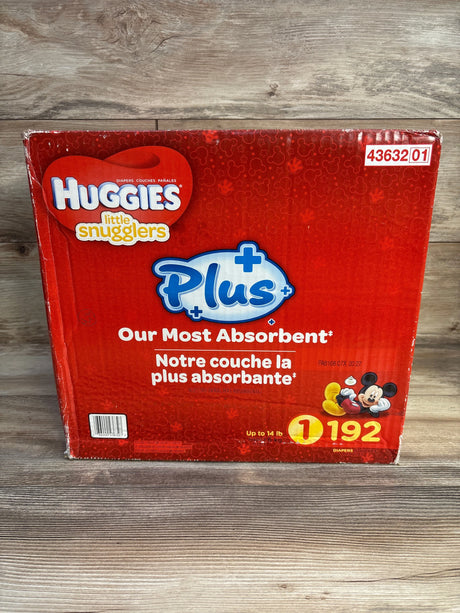 43632 01
DIAPERS. COUCHES. PAÑALES
HUGGIES
little
snugglers
Plus
Our Most Absorbent‡
Notre couche la
plus absorbante‡
Up to 14 lb
1
192
DIAPERS